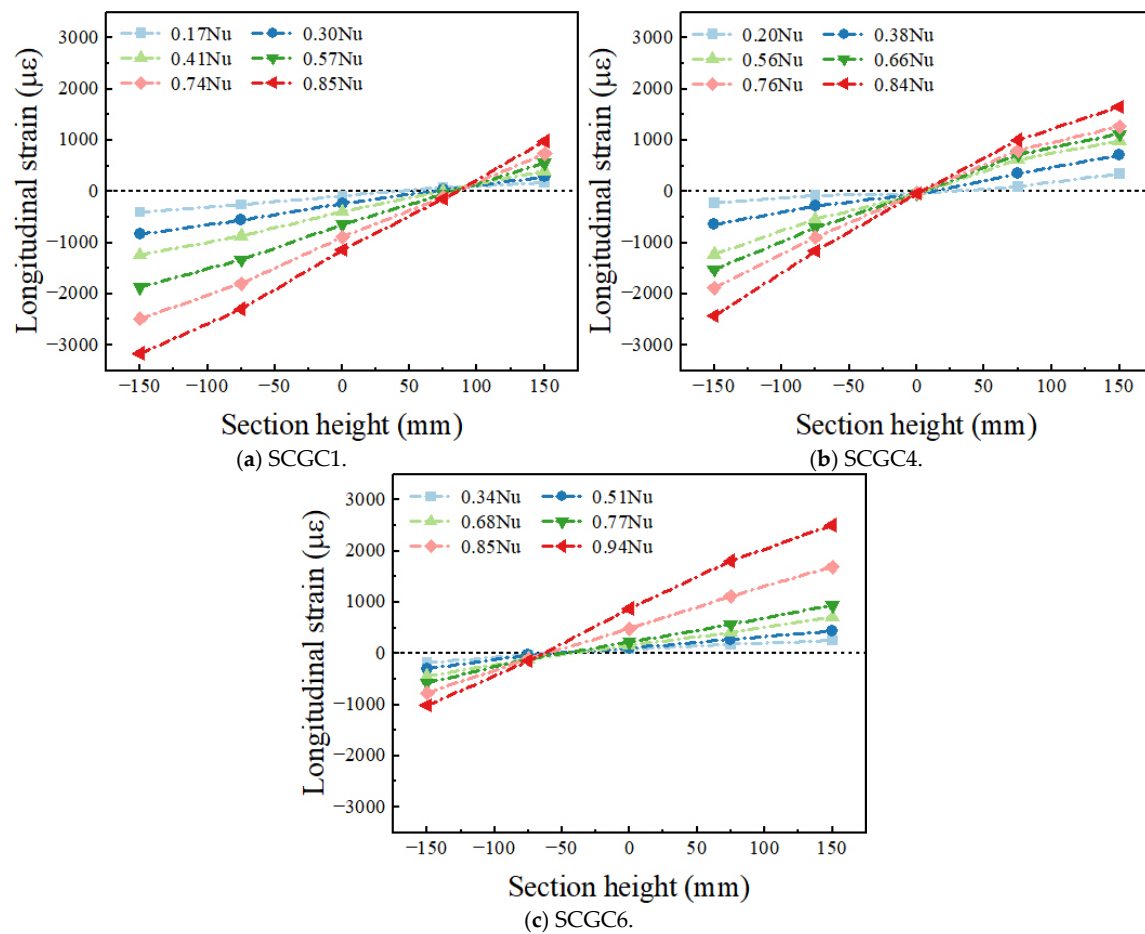 0.17Nu 0.30Nu
0.41Nu 0.57Nu
0.74Nu 0.85Nu
3000
2000
1000
0
−1000
−2000
−3000
Longitudinal strain (με)
−150 −100 −50 0 50 100 150
Section height (mm)
(a) SCGC1.
0.20Nu 0.38Nu
0.56Nu 0.66Nu
0.76Nu 0.84Nu
3000
2000
1000
0
−1000
−2000
−3000
Longitudinal strain (με)
−150 −100 −50 0 50 100 150
Section height (mm)
(b) SCGC4.
0.34Nu 0.51Nu
0.68Nu 0.77Nu
0.85Nu 0.94Nu
3000
2000
1000
0
−1000
−2000
−3000
Longitudinal strain (με)
−150 −100 −50 0 50 100 150
Section height (mm)
(c) SCGC6.